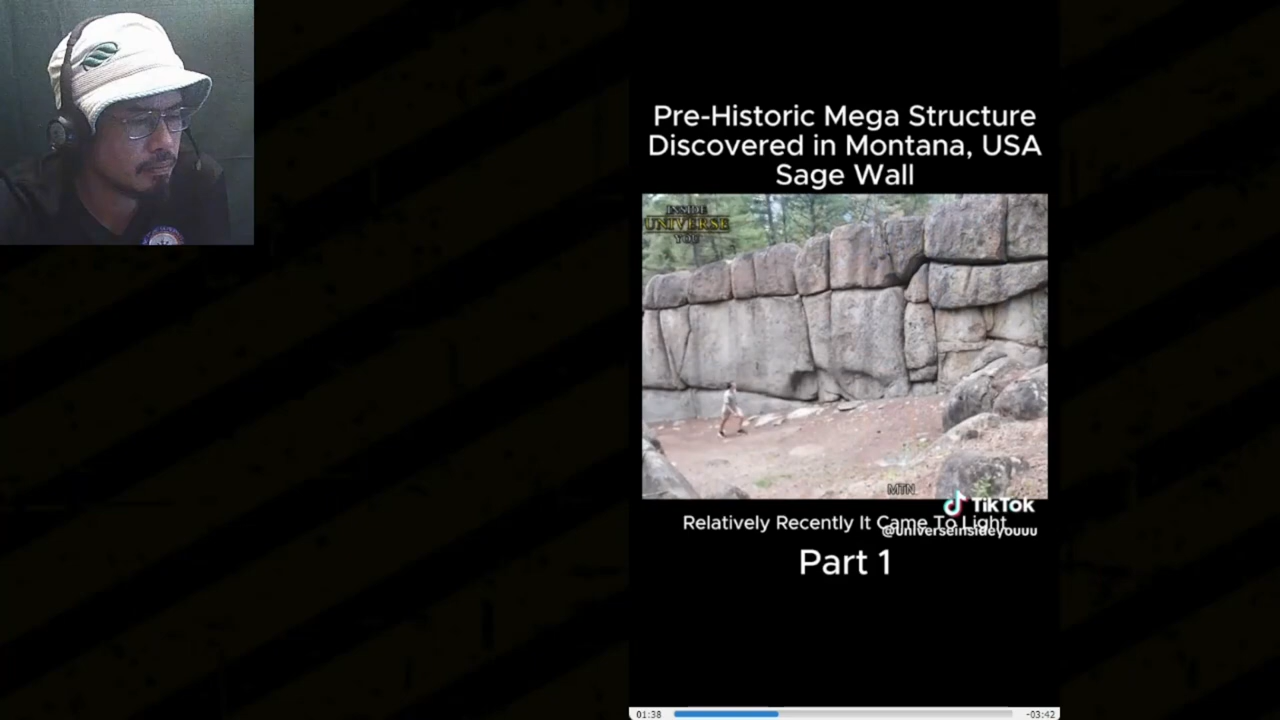 Pre-Historic Mega Structure
Discovered in Montana, USA
Sage Wall
INSIDE
UNIVERSE
YOU
MTN
TikTok
Relatively Recently It Came To Light
@universeinsideyouuu
Part 1
01:38
-03:42